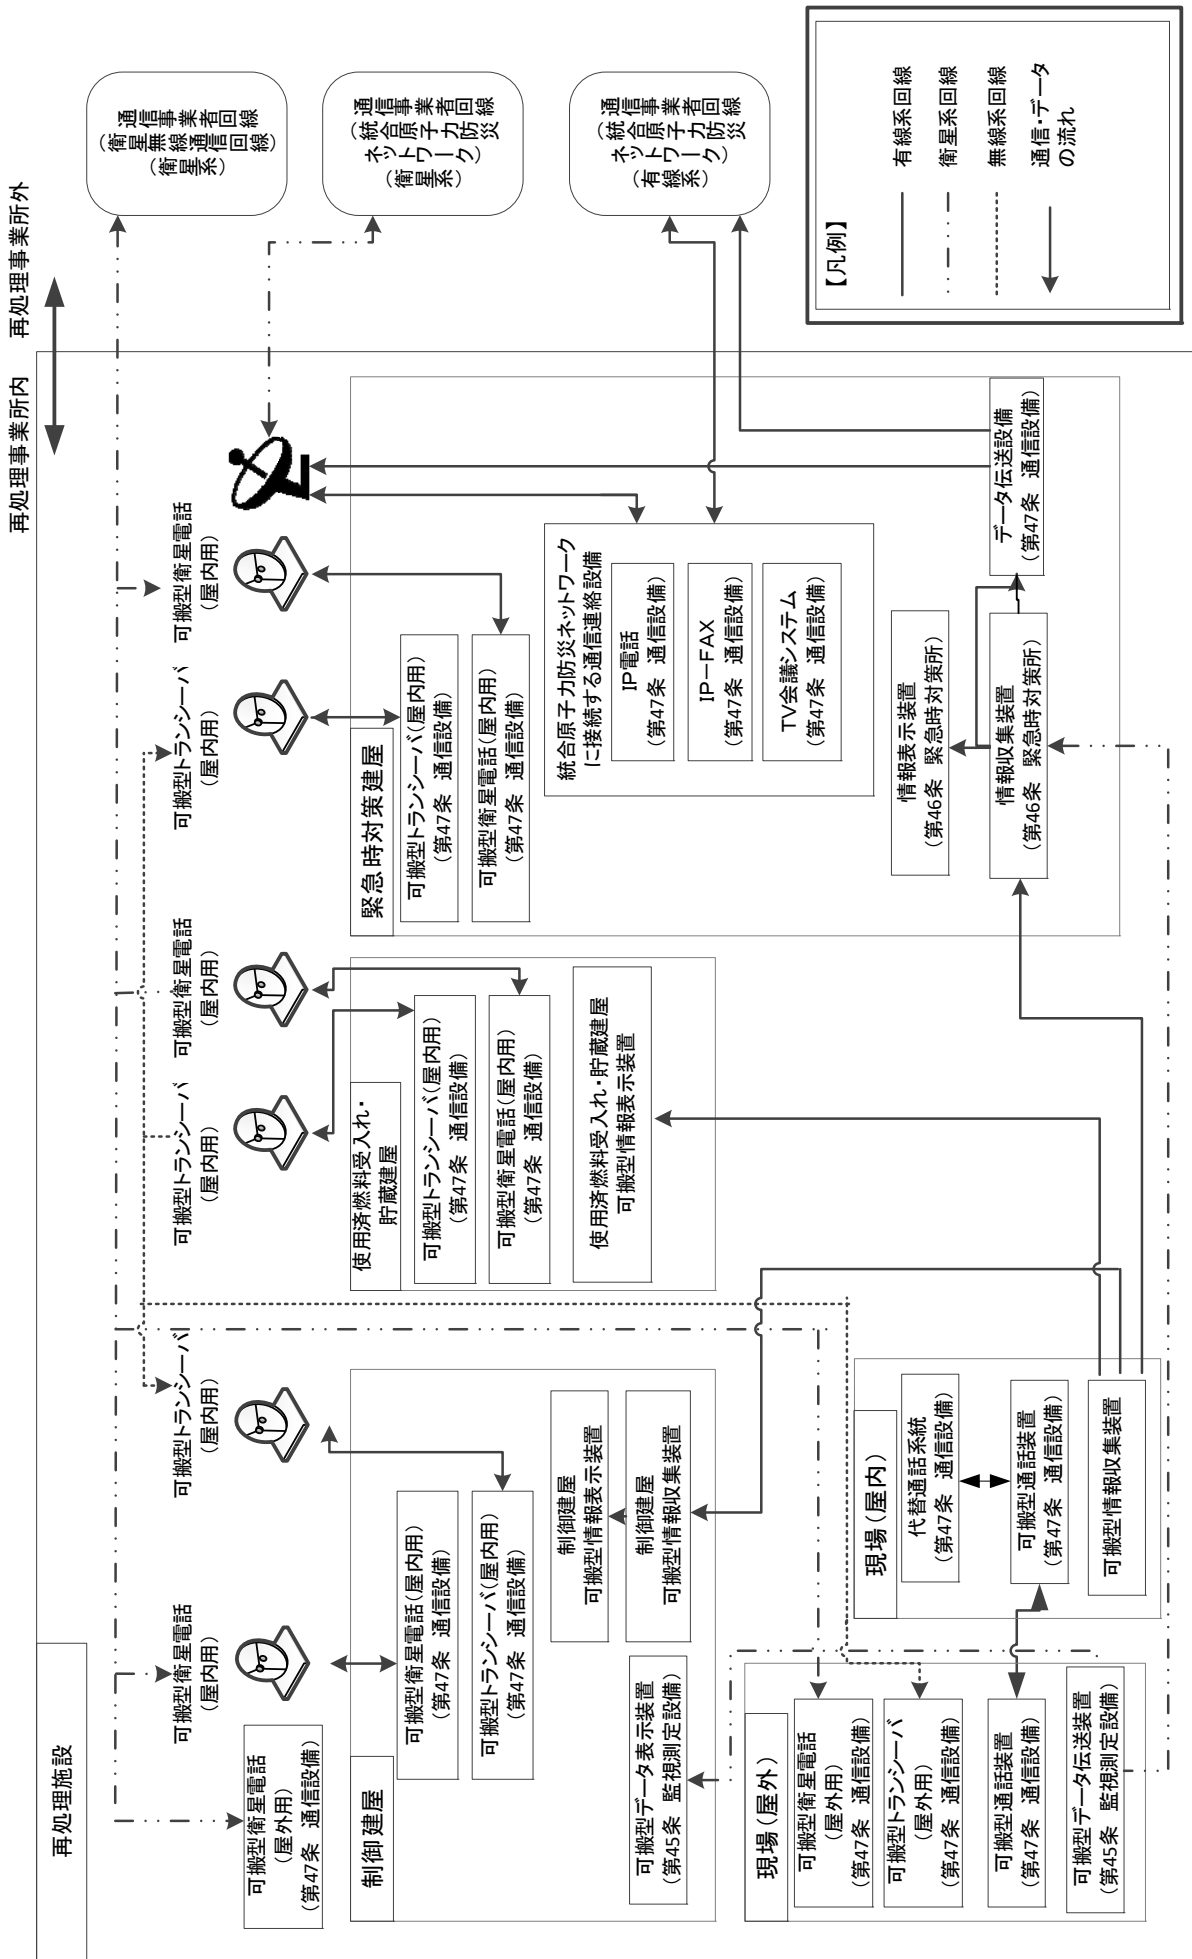 再処理施設
再処理事業所内
再処理事業所外
通信事業者回線
(衛星無線通信回線)
(衛星系)
通信事業者回線
(統合原子力防災
ネットワーク)
(衛星系)
通信事業者回線
(統合原子力防災
ネットワーク)
(有線系)
【凡例】
有線系回線
衛星系回線
無線系回線
通信・データ
の流れ
可搬型衛星電話
(屋外用)
(第47条 通信設備)
可搬型衛星電話
(屋内用)
可搬型トランシーバ
(屋内用)
可搬型トランシーバ
(屋内用)
可搬型衛星電話
(屋内用)
可搬型トランシーバ
(屋内用)
可搬型衛星電話
(屋内用)
制御建屋
可搬型衛星電話(屋内用)
(第47条 通信設備)
可搬型トランシーバ(屋内用)
(第47条 通信設備)
制御建屋
可搬型情報表示装置
制御建屋
可搬型情報収集装置
可搬型データ表示装置
(第45条 監視測定設備)
使用済燃料受入れ・
貯蔵建屋
可搬型トランシーバ(屋内用)
(第47条 通信設備)
可搬型衛星電話(屋内用)
(第47条 通信設備)
使用済燃料受入れ・貯蔵建屋
可搬型情報表示装置
緊急時対策建屋
可搬型トランシーバ(屋内用)
(第47条 通信設備)
可搬型衛星電話(屋内用)
(第47条 通信設備)
統合原子力防災ネットワーク
に接続する通信連絡設備
IP電話
(第47条 通信設備)
IP-FAX
(第47条 通信設備)
TV会議システム
(第47条 通信設備)
情報表示装置
(第46条 緊急時対策所)
情報収集装置
(第46条 緊急時対策所)
データ伝送設備
(第47条 通信設備)
現場(屋外)
可搬型衛星電話
(屋外用)
(第47条 通信設備)
可搬型トランシーバ
(屋外用)
(第47条 通信設備)
可搬型通話装置
(第47条 通信設備)
可搬型データ伝送装置
(第45条 監視測定設備)
現場(屋内)
代替通話系統
(第47条 通信設備)
可搬型通話装置
(第47条 通信設備)
可搬型情報収集装置